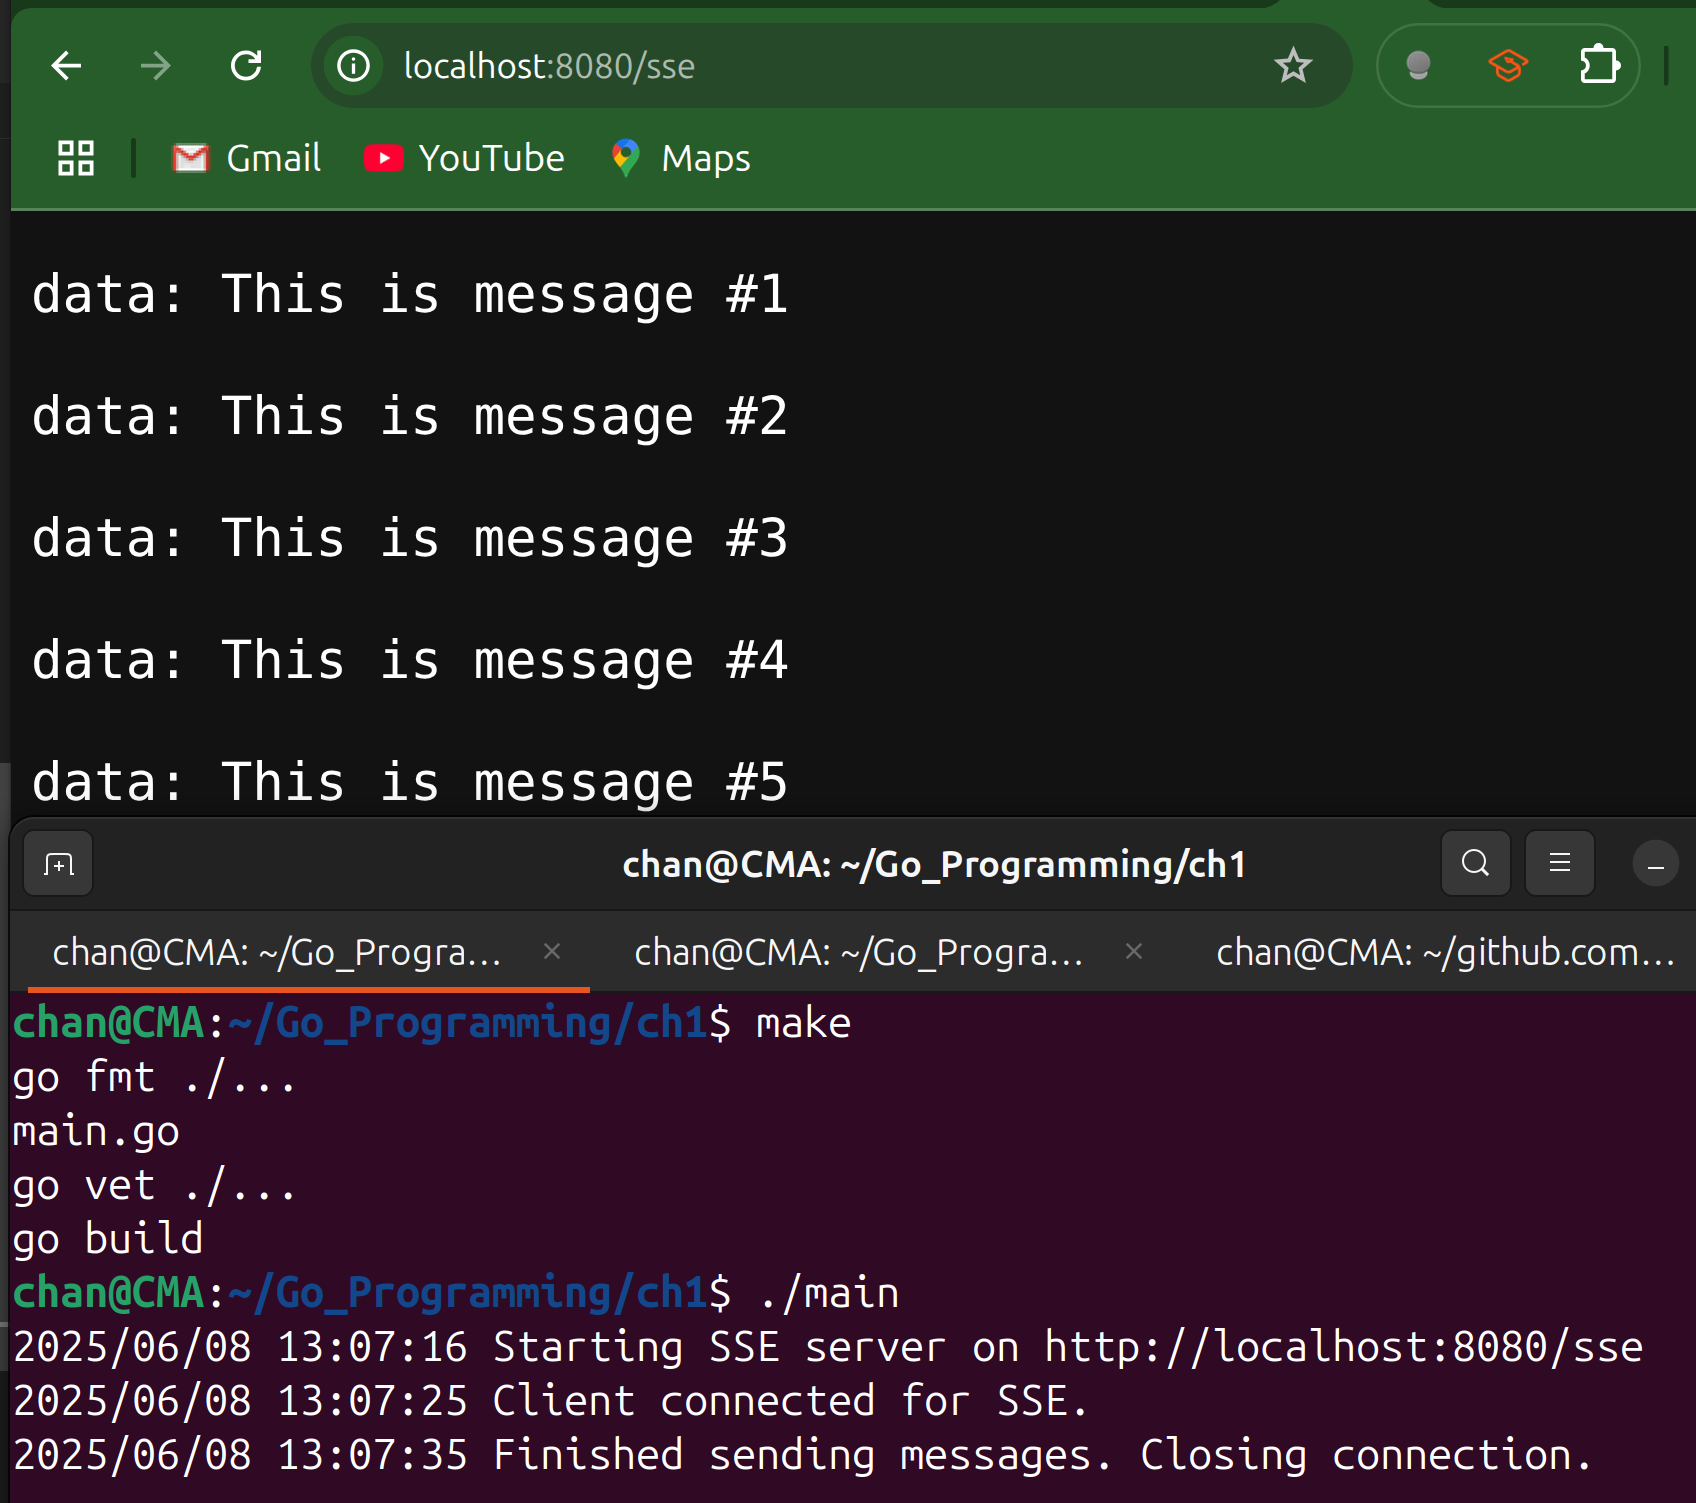 localhost:8080/sse
Gmail YouTube Maps
data: This is message #1
data: This is message #2
data: This is message #3
data: This is message #4
data: This is message #5
chan@CMA: ~/Go_Programming/ch1
chan@CMA: ~/Go_Progra... × chan@CMA: ~/Go_Progra... × chan@CMA: ~/github.com...
chan@CMA:~/Go_Programming/ch1$ make
go fmt ./...
main.go
go vet ./...
go build
chan@CMA:~/Go_Programming/ch1$ ./main
2025/06/08 13:07:16 Starting SSE server on http://localhost:8080/sse
2025/06/08 13:07:25 Client connected for SSE.
2025/06/08 13:07:35 Finished sending messages. Closing connection.